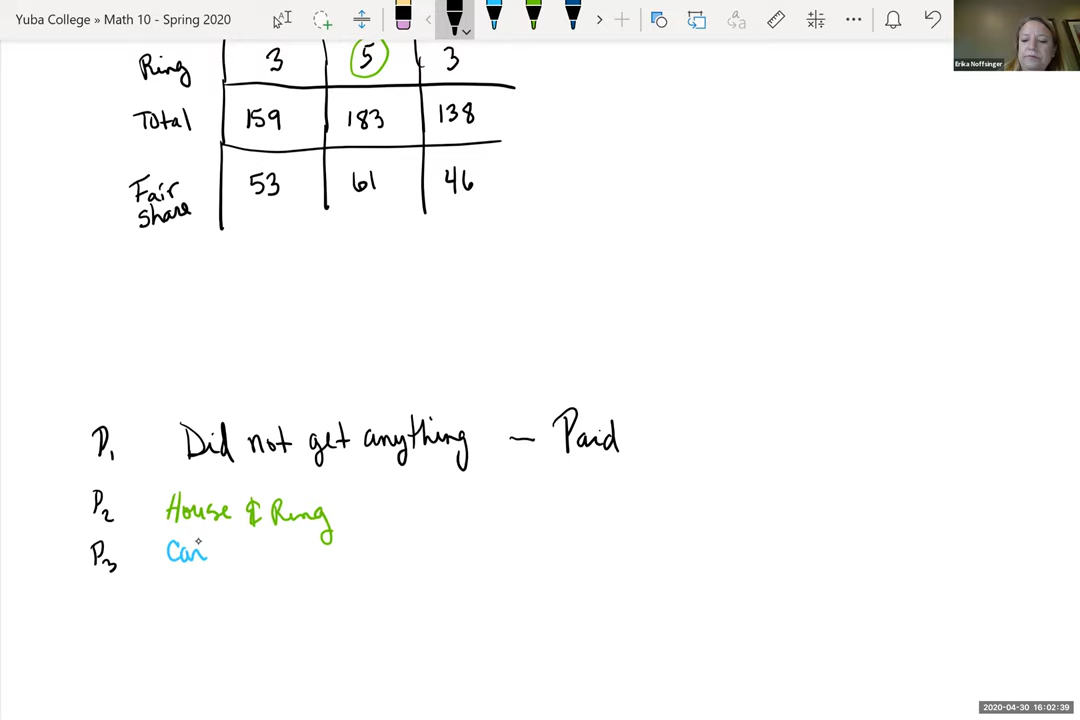 Yuba College » Math 10 - Spring 2020
Erika Noffsinger
Ring 3 5 3
Total 159 183 138
Fair share 53 61 46
P1 Did not get anything - Paid
P2 House & Ring
P3 Car
2020-04-30 16:02:39